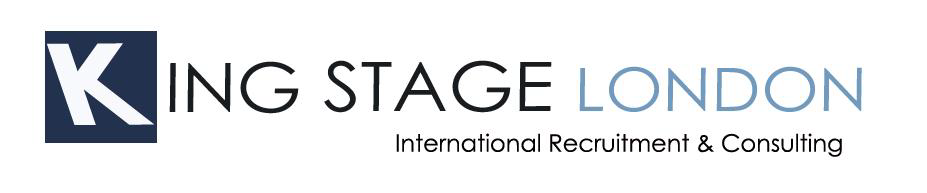 KING STAGE LONDON
International Recruitment & Consulting